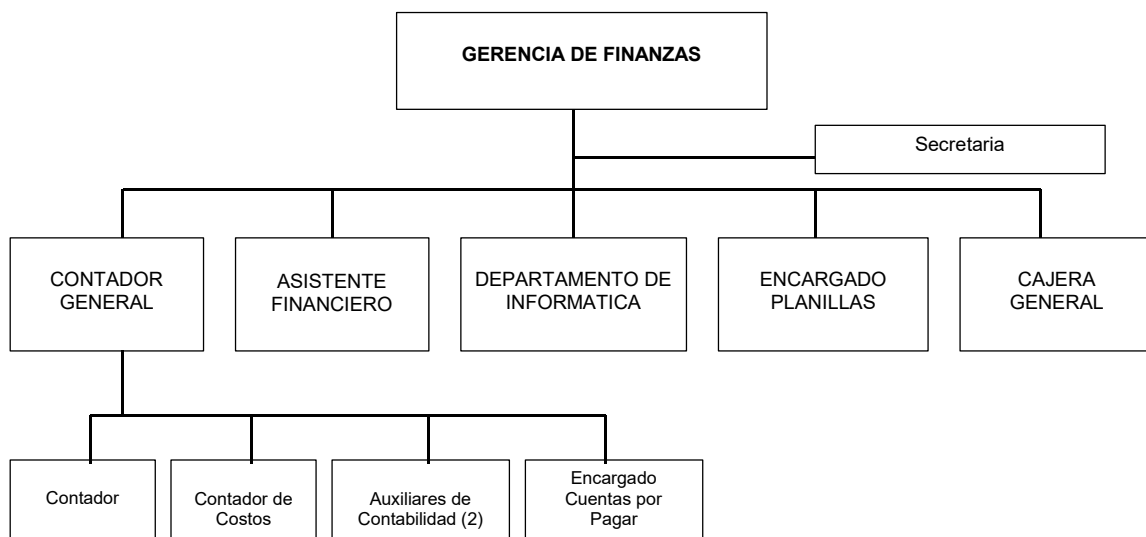 GERENCIA DE FINANZAS
Secretaria
CONTADOR
GENERAL
ASISTENTE
FINANCIERO
DEPARTAMENTO DE
INFORMATICA
ENCARGADO
PLANILLAS
CAJERA
GENERAL
Contador
Contador de
Costos
Auxiliares de
Contabilidad (2)
Encargado
Cuentas por
Pagar